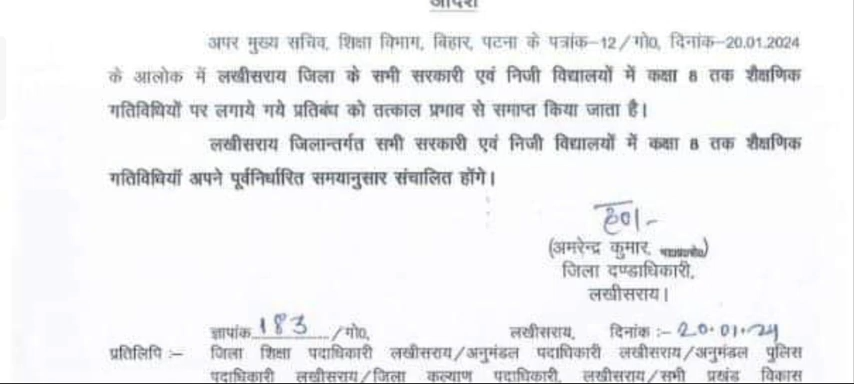 आदेश
अपर मुख्य सचिव, शिक्षा विभाग, बिहार, पटना के पत्रांक-12/गो0, दिनांक-20.01.2024
के आलोक में लखीसराय जिला के सभी सरकारी एवं निजी विद्यालयों में कक्षा 8 तक शैक्षणिक
गतिविधियों पर लगाये गये प्रतिबंध को तत्काल प्रभाव से समाप्त किया जाता है।
लखीसराय जिलान्तर्गत सभी सरकारी एवं निजी विद्यालयों में कक्षा 8 तक शैक्षणिक
गतिविधियाँ अपने पूर्वनिर्धारित समयानुसार संचालित होंगे।
ह0/-
(अमरेन्द्र कुमार, )
जिला दण्डाधिकारी,
लखीसराय।
ज्ञापांक 183 /गो0, लखीसराय, दिनांक :- 20.01.24
प्रतिलिपि :- जिला शिक्षा पदाधिकारी लखीसराय/अनुमंडल पदाधिकारी लखीसराय/अनुमंडल पुलिस
पदाधिकारी लखीसराय/जिला कल्याण पदाधिकारी, लखीसराय/सभी प्रखंड विकास